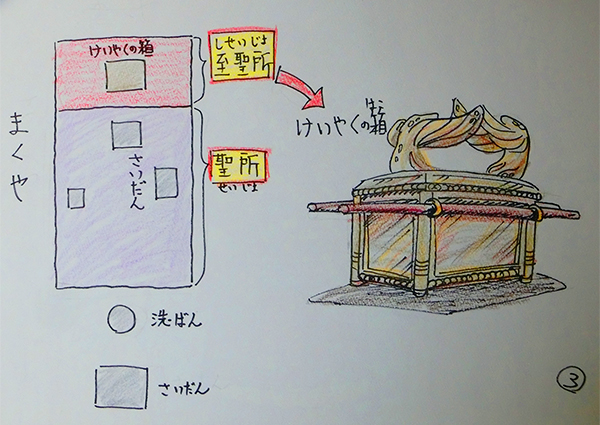 けいやくの箱
しせいじょ
至聖所
まくや
さいだん
聖所
せいじょ
はこ
けいやくの箱
洗ばん
さいだん
③